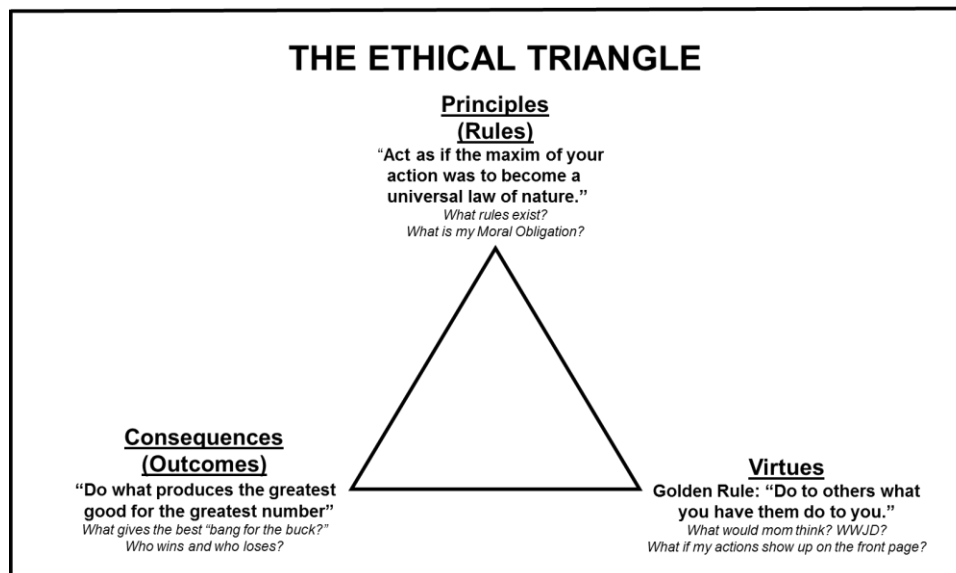 THE ETHICAL TRIANGLE
Principles
(Rules)
“Act as if the maxim of your
action was to become a
universal law of nature.”
What rules exist?
What is my Moral Obligation?
Consequences
(Outcomes)
“Do what produces the greatest
good for the greatest number”
What gives the best “bang for the buck?”
Who wins and who loses?
Virtues
Golden Rule: “Do to others what
you have them do to you.”
What would mom think? WWJD?
What if my actions show up on the front page?